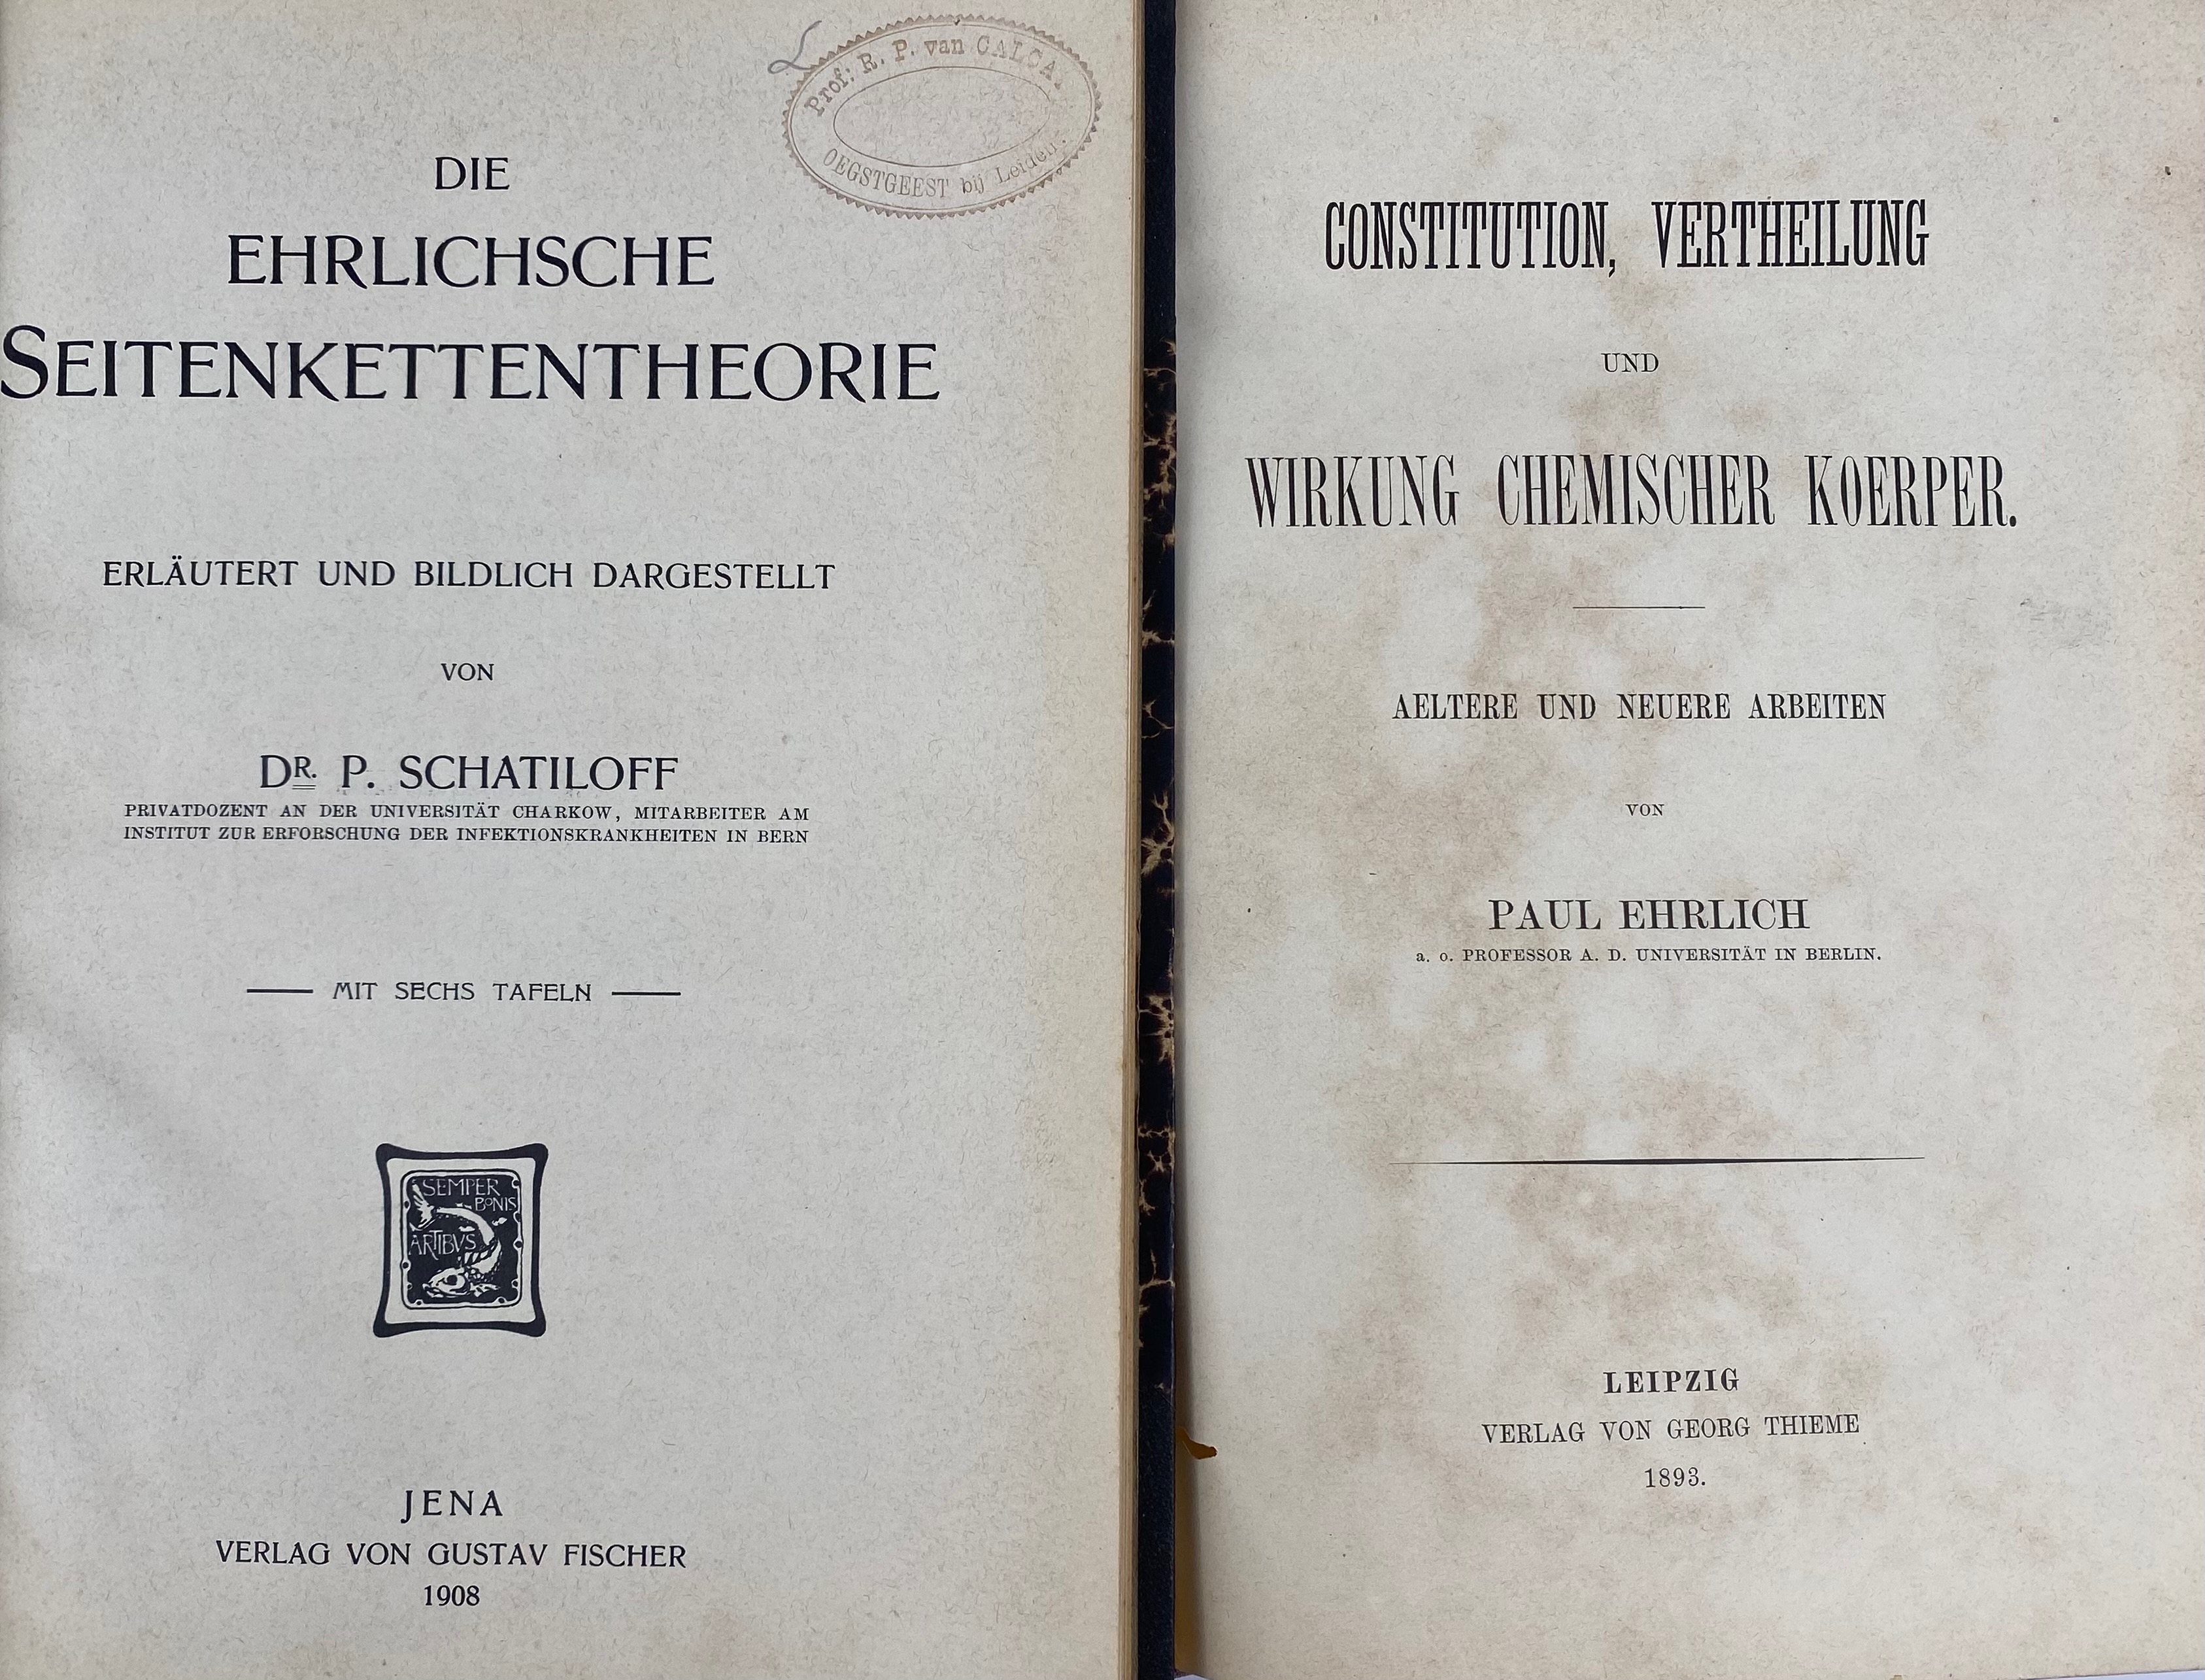 Prof: R. P. van CALCA.
OEGSTGEEST bij Leiden.
DIE
EHRLICHSCHE
SEITENKETTENTHEORIE
ERLÄUTERT UND BILDLICH DARGESTELLT
VON
DR. P. SCHATILOFF
PRIVATDOZENT AN DER UNIVERSITÄT CHARKOW, MITARBEITER AM
INSTITUT ZUR ERFORSCHUNG DER INFEKTIONSKRANKHEITEN IN BERN
MIT SECHS TAFELN
SEMPER
BONIS
ARTIBVS
JENA
VERLAG VON GUSTAV FISCHER
1908
CONSTITUTION, VERTHEILUNG
UND
WIRKUNG CHEMISCHER KOERPER.
AELTERE UND NEUERE ARBEITEN
VON
PAUL EHRLICH
a. o. PROFESSOR A. D. UNIVERSITÄT IN BERLIN.
LEIPZIG
VERLAG VON GEORG THIEME
1893.